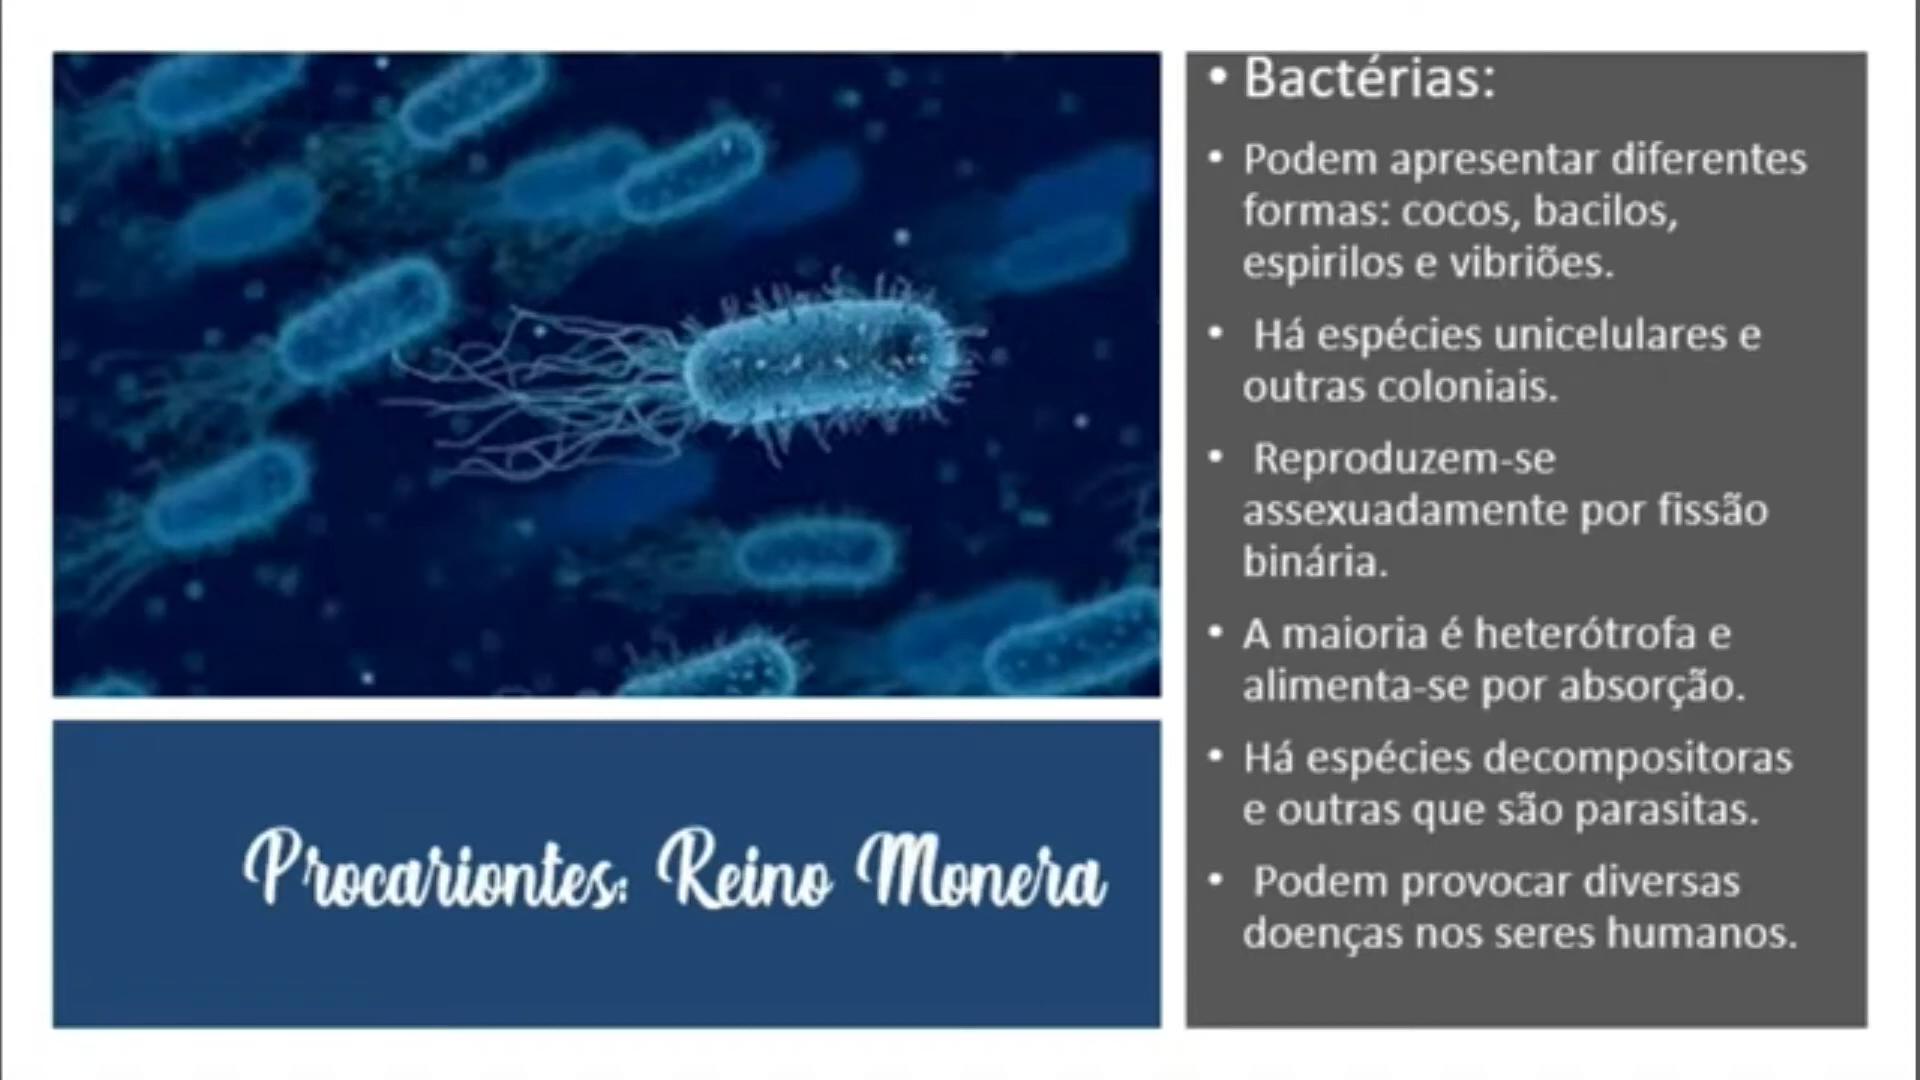 • Bactérias:
• Podem apresentar diferentes
formas: cocos, bacilos,
espirilos e vibriões.
• Há espécies unicelulares e
outras coloniais.
• Reproduzem-se
assexuadamente por fissão
binária.
• A maioria é heterótrofa e
alimenta-se por absorção.
• Há espécies decompositoras
e outras que são parasitas.
• Podem provocar diversas
doenças nos seres humanos.
Procariontes: Reino Monera